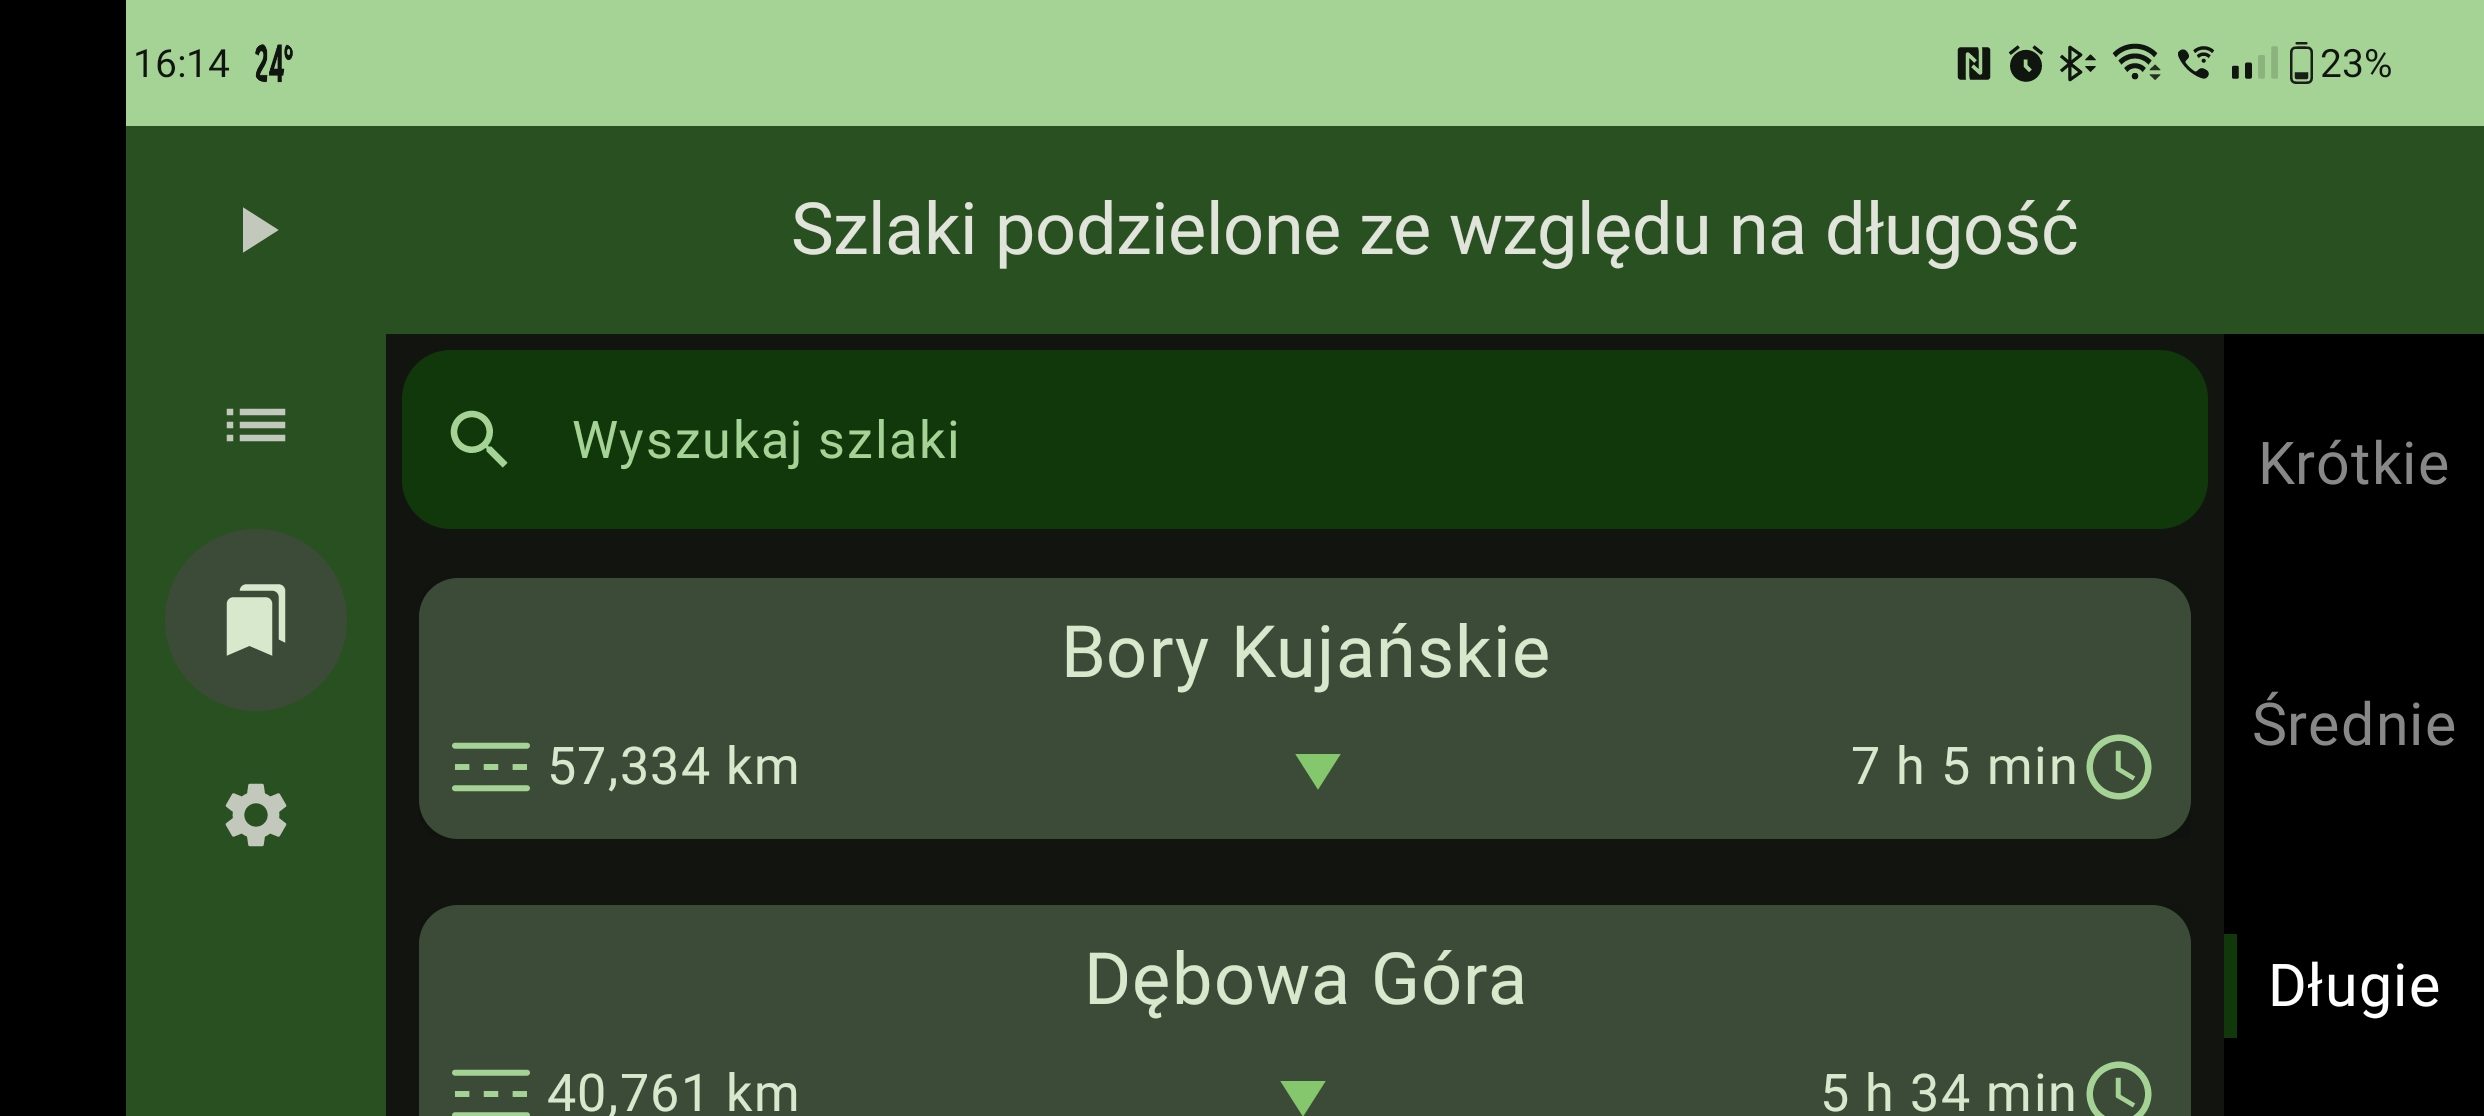 16:14 24°
23%
Szlaki podzielone ze względu na długość
Wyszukaj szlaki
Bory Kujańskie
57,334 km
7 h 5 min
Dębowa Góra
40,761 km
5 h 34 min
Krótkie
Średnie
Długie